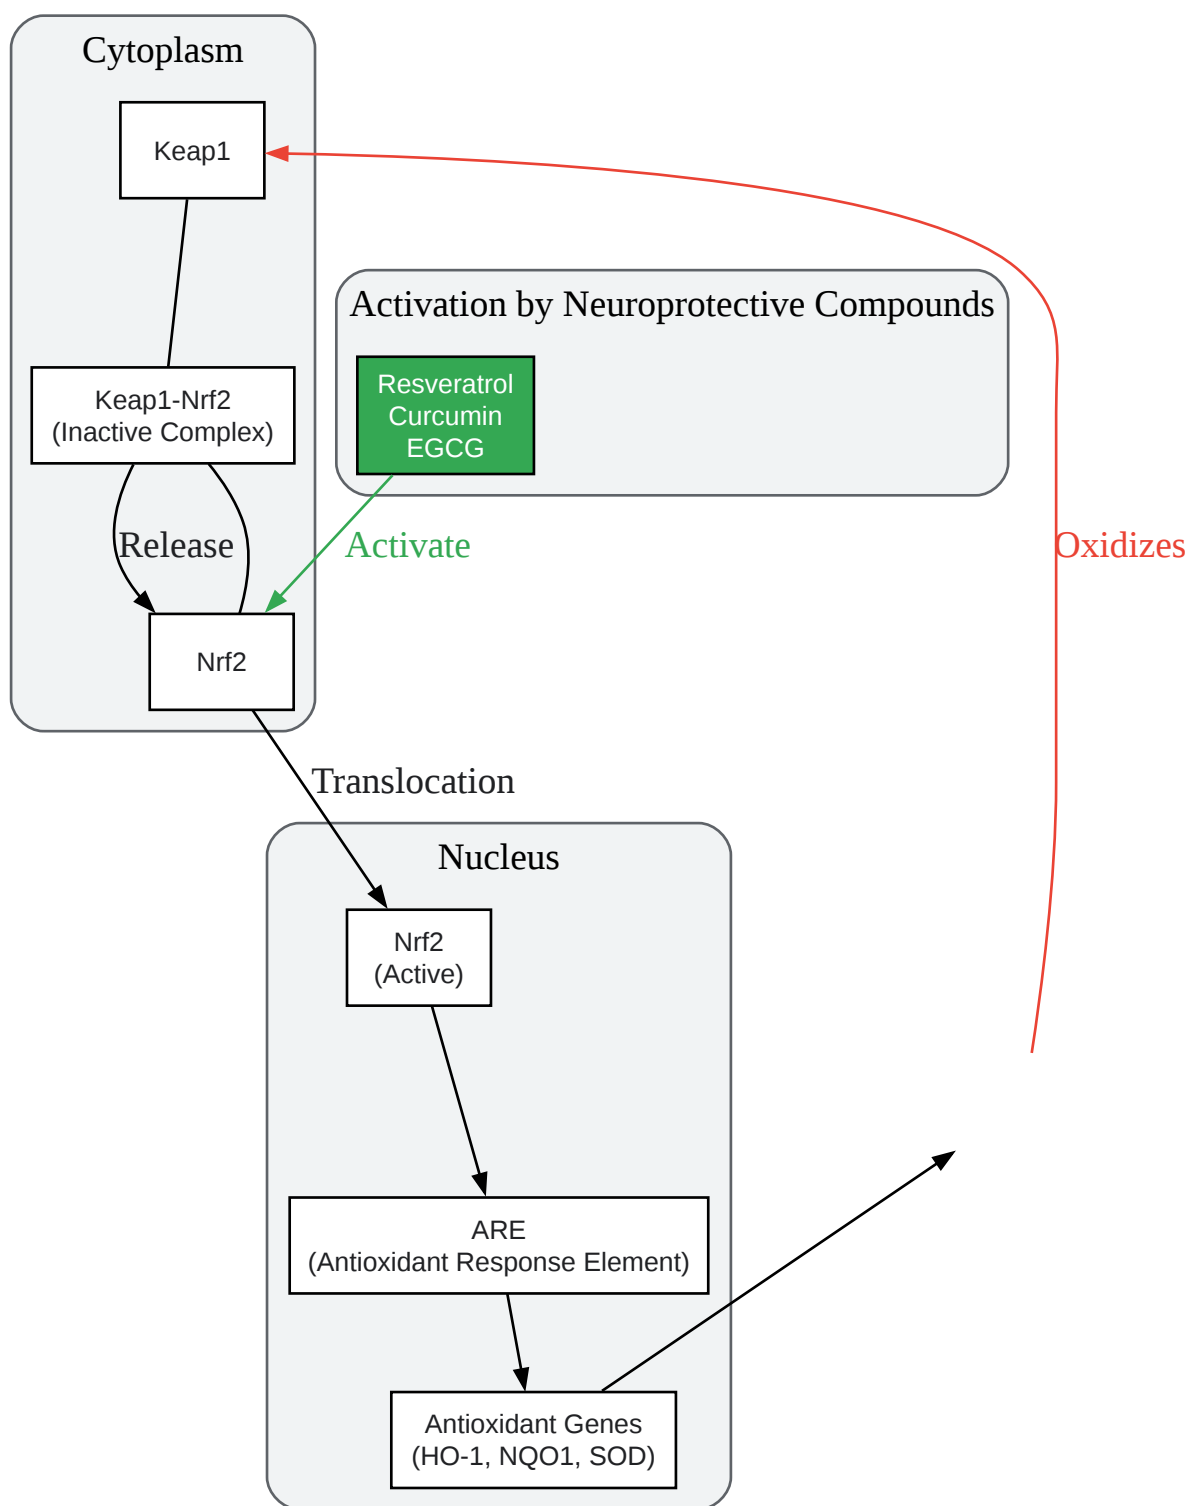 Cytoplasm
Keap1
Activation by Neuroprotective Compounds
Resveratrol
Curcumin
EGCG
Keap1-Nrf2
(Inactive Complex)
Release
Activate
Oxidizes
Nrf2
Translocation
Nucleus
Nrf2
(Active)
ARE
(Antioxidant Response Element)
Antioxidant Genes
(HO-1, NQO1, SOD)